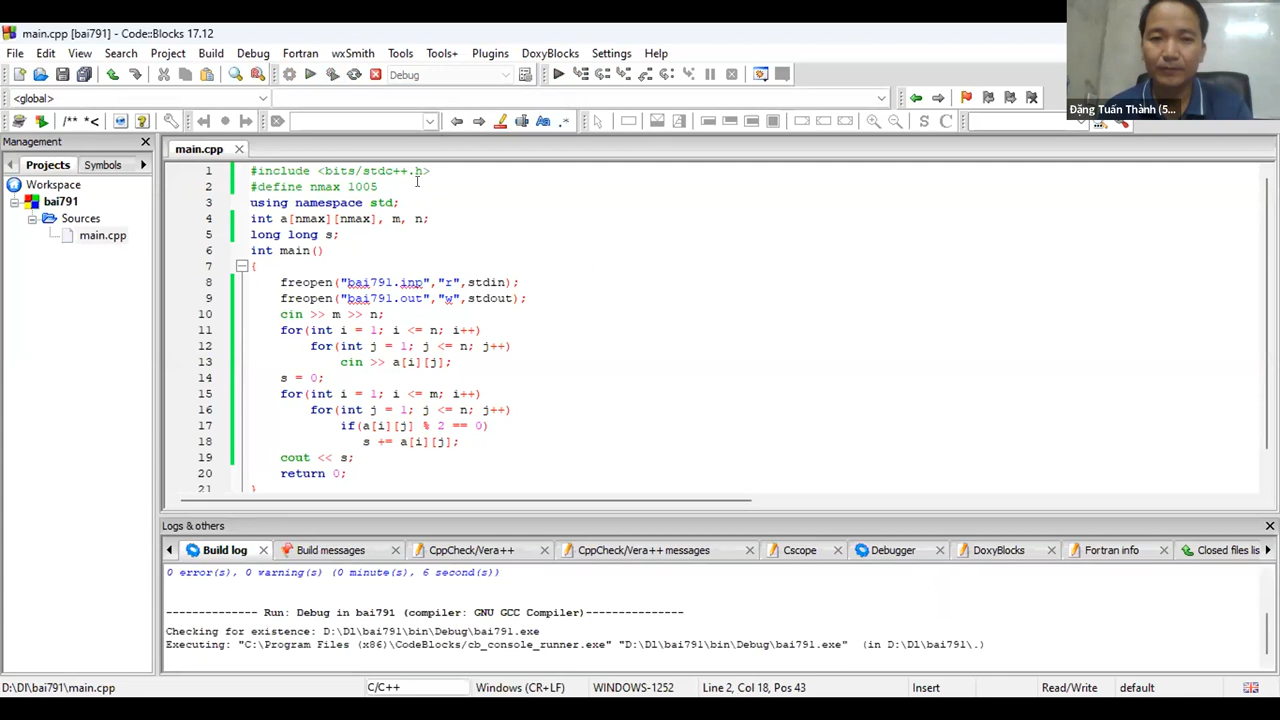 main.cpp [bai791] - Code::Blocks 17.12
File Edit View Search Project Build Debug Fortran wxSmith Tools Tools+ Plugins DoxyBlocks Settings Help
Debug
<global>
/** *<
Đặng Tuấn Thành (5...
Management
main.cpp
Projects Symbols
Workspace
bai791
Sources
main.cpp
1 #include <bits/stdc++.h>
2 #define nmax 1005
3 using namespace std;
4 int a[nmax][nmax], m, n;
5 long long s;
6 int main()
7 {
8 freopen("bai791.inp","r",stdin);
9 freopen("bai791.out","w",stdout);
10 cin >> m >> n;
11 for(int i = 1; i <= n; i++)
12 for(int j = 1; j <= n; j++)
13 cin >> a[i][j];
14 s = 0;
15 for(int i = 1; i <= m; i++)
16 for(int j = 1; j <= n; j++)
17 if(a[i][j] % 2 == 0)
18 s += a[i][j];
19 cout << s;
20 return 0;
21 }
Logs & others
Build log Build messages CppCheck/Vera++ CppCheck/Vera++ messages Cscope Debugger DoxyBlocks Fortran info Closed files lis
0 error(s), 0 warning(s) (0 minute(s), 6 second(s))
-------------- Run: Debug in bai791 (compiler: GNU GCC Compiler)---------------
Checking for existence: D:\Dl\bai791\bin\Debug\bai791.exe
Executing: "C:\Program Files (x86)\CodeBlocks/cb_console_runner.exe" "D:\Dl\bai791\bin\Debug\bai791.exe" (in D:\Dl\bai791\.)
D:\Dl\bai791\main.cpp C/C++ Windows (CR+LF) WINDOWS-1252 Line 2, Col 18, Pos 43 Insert Read/Write default